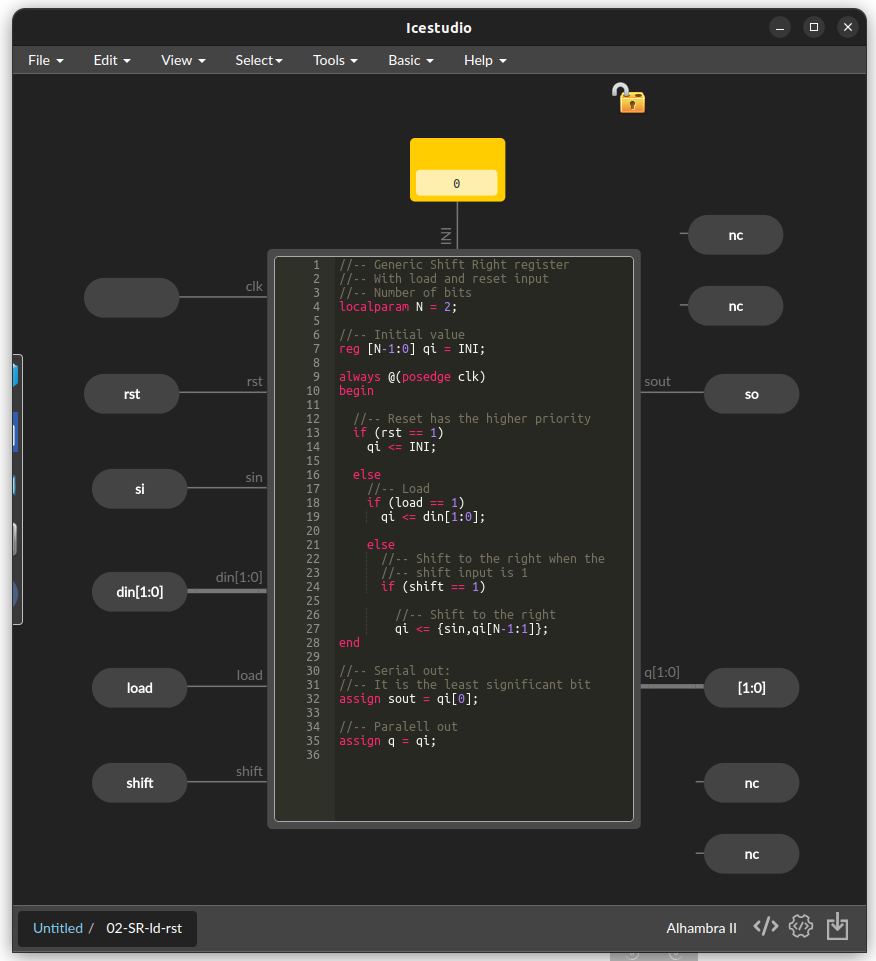 Icestudio
File Edit View Select Tools Basic Help
0
INI
nc
nc
clk
rst
rst
si
sin
din[1:0]
din[1:0]
load
load
shift
shift
1 //-- Generic Shift Right register
2 //-- With load and reset input
3 //-- Number of bits
4 localparam N = 2;
5
6 //-- Initial value
7 reg [N-1:0] qi = INI;
8
9 always @(posedge clk)
10 begin
11
12 //-- Reset has the higher priority
13 if (rst == 1)
14 qi <= INI;
15
16 else
17 //-- Load
18 if (load == 1)
19 qi <= din[1:0];
20
21 else
22 //-- Shift to the right when the
23 //-- shift input is 1
24 if (shift == 1)
25
26 //-- Shift to the right
27 qi <= {sin,qi[N-1:1]};
28 end
29
30 //-- Serial out:
31 //-- It is the least significant bit
32 assign sout = qi[0];
33
34 //-- Paralell out
35 assign q = qi;
36
sout
so
q[1:0]
[1:0]
nc
nc
Untitled / 02-SR-ld-rst
Alhambra II